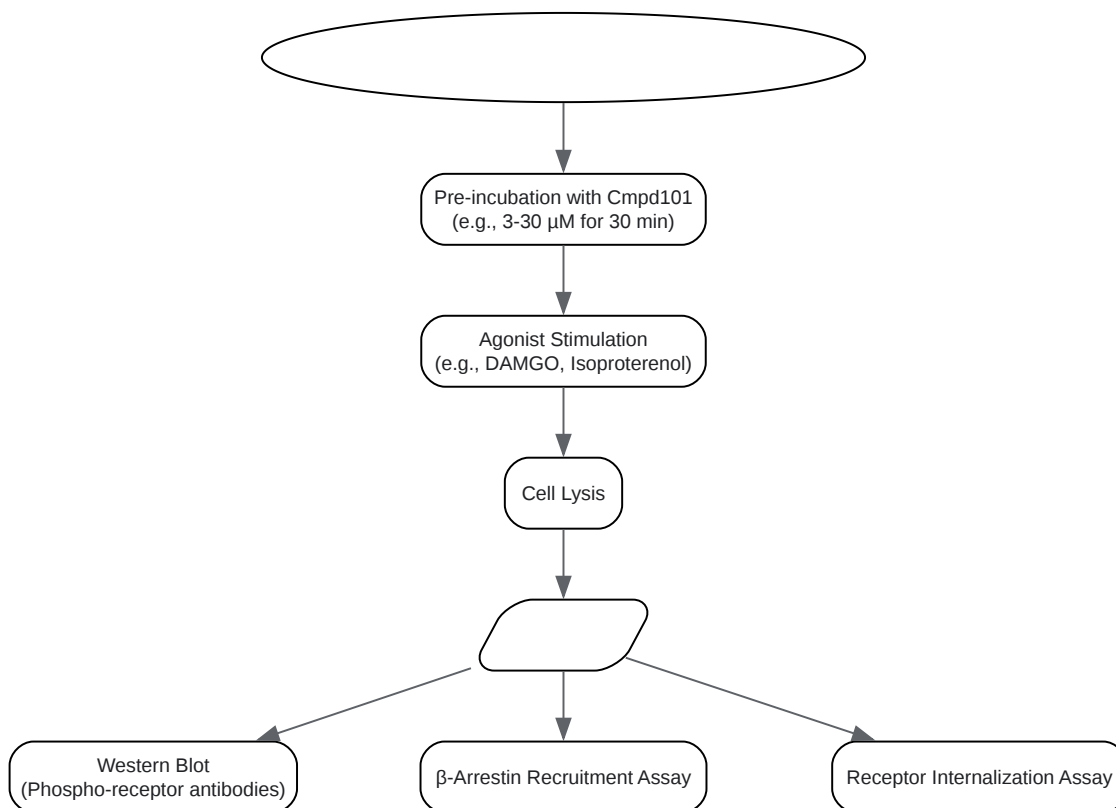 Pre-incubation with Cmpd101
(e.g., 3-30 µM for 30 min)
Agonist Stimulation
(e.g., DAMGO, Isoproterenol)
Cell Lysis
Western Blot
(Phospho-receptor antibodies)
β-Arrestin Recruitment Assay
Receptor Internalization Assay